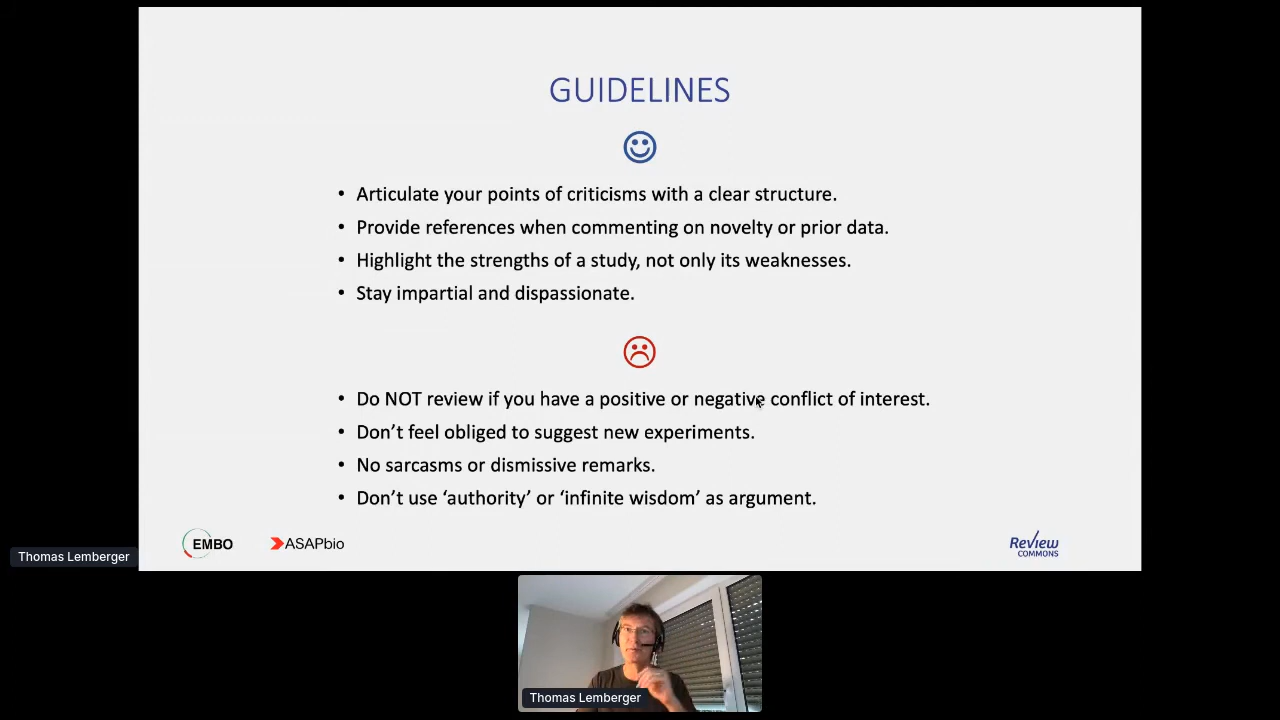 GUIDELINES
• Articulate your points of criticisms with a clear structure.
• Provide references when commenting on novelty or prior data.
• Highlight the strengths of a study, not only its weaknesses.
• Stay impartial and dispassionate.
• Do NOT review if you have a positive or negative conflict of interest.
• Don’t feel obliged to suggest new experiments.
• No sarcasms or dismissive remarks.
• Don’t use ‘authority’ or ‘infinite wisdom’ as argument.
EMBO
ASAPbio
Review
COMMONS
Thomas Lemberger
Thomas Lemberger